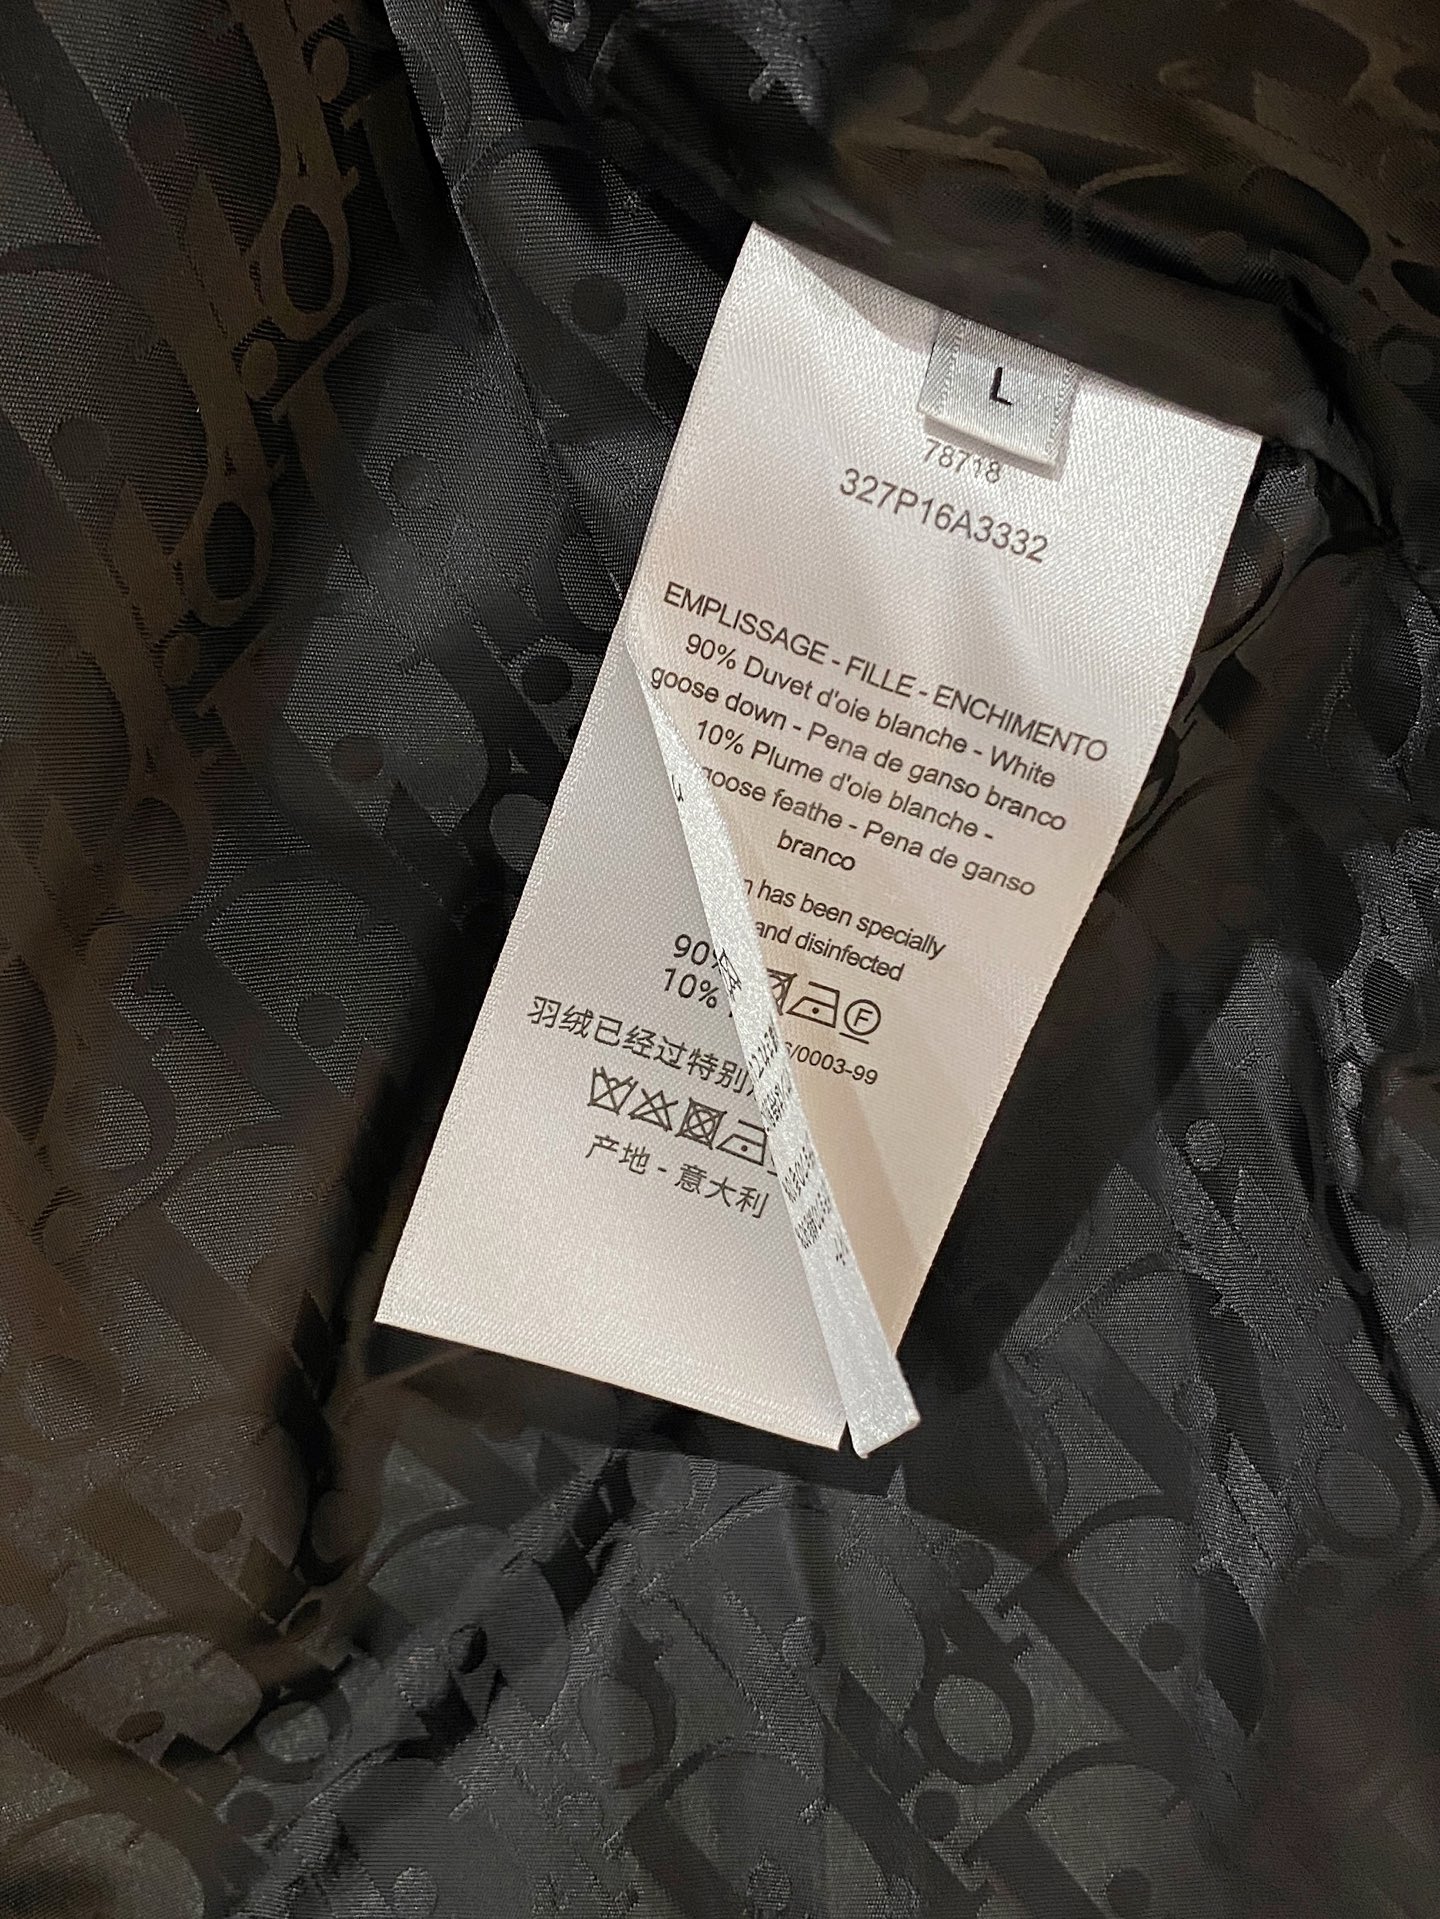 L
78718
327P16A3332
EMPLISSAGE - FILLE - ENCHIMENTO
90% Duvet d'oie blanche - White
goose down - Pena de ganso branco
10% Plume d'oie blanche -
goose feathe - Pena de ganso
branco
has been specially
and disinfected
F
/0003-99
90%
10%
羽绒已经过特别
产地 - 意大利